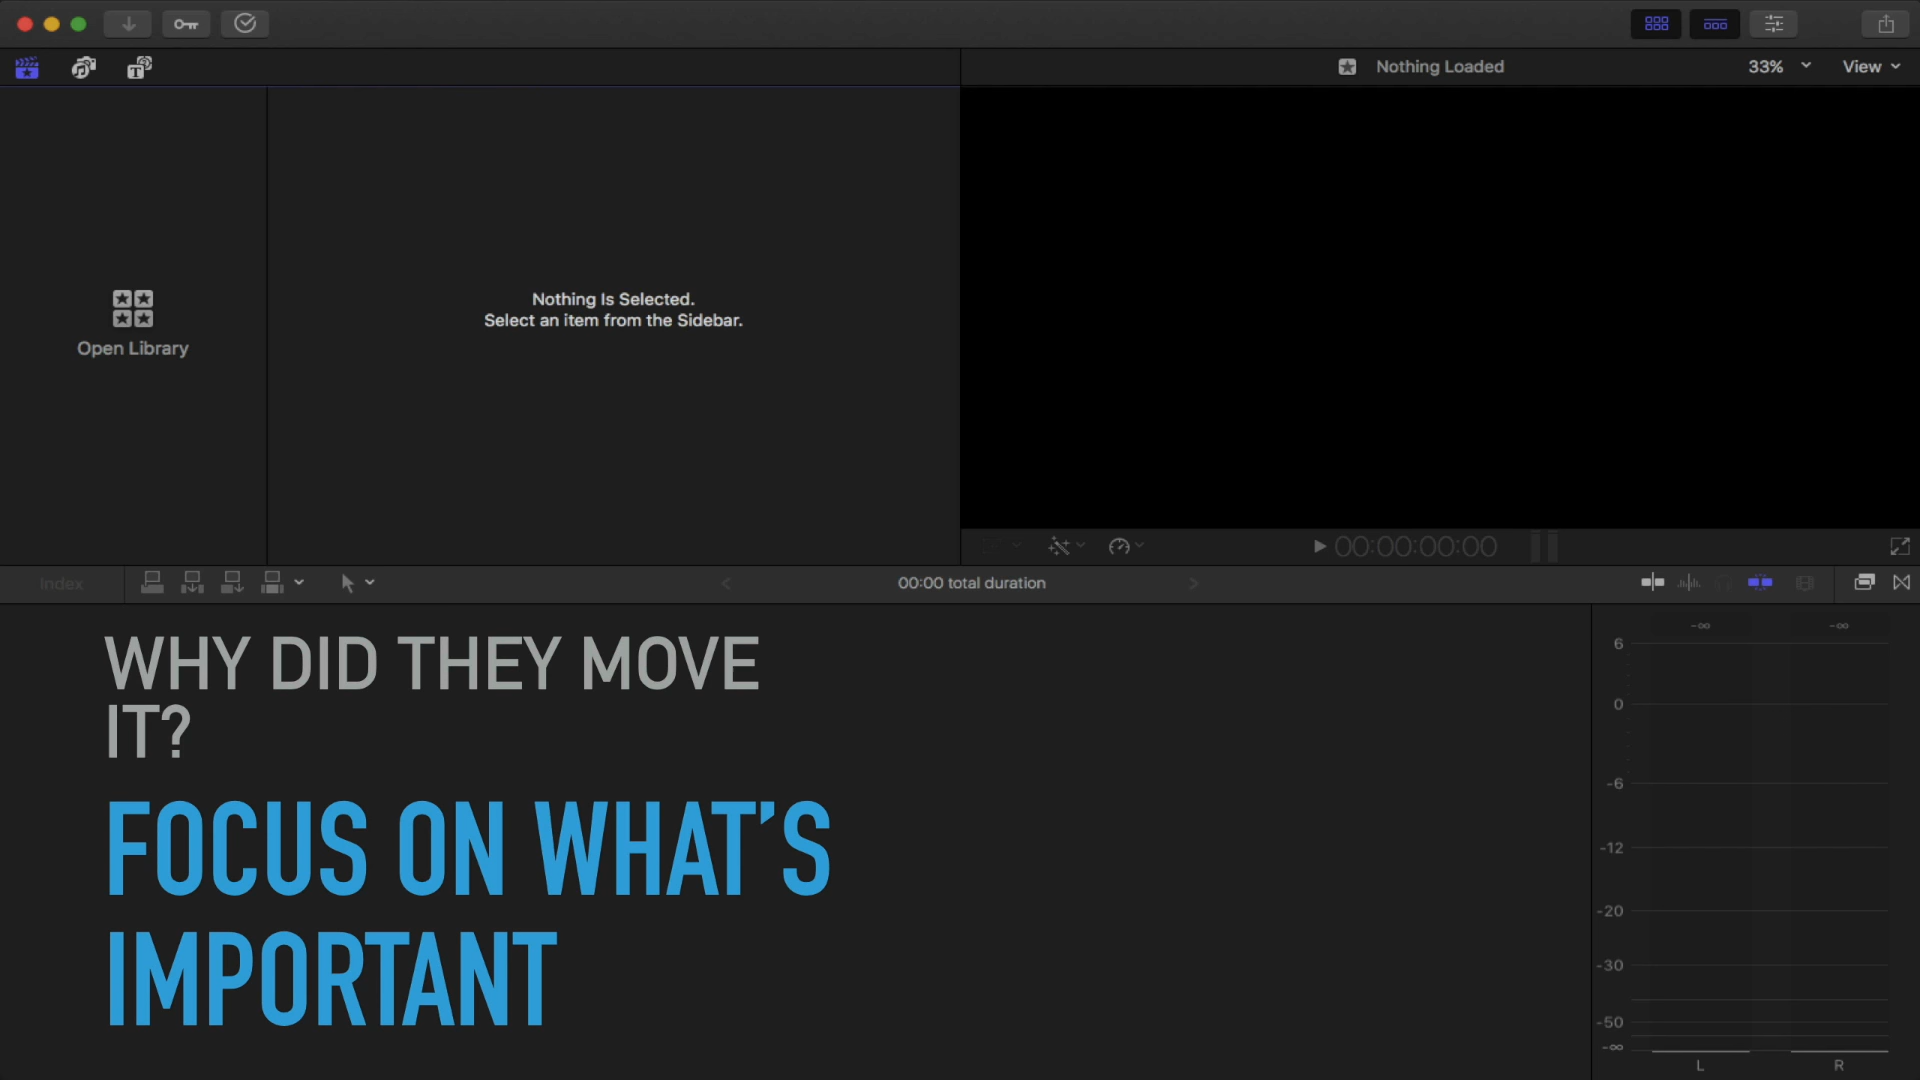 Nothing Loaded
33%
View
Nothing Is Selected.
Select an item from the Sidebar.
Open Library
00:00:00:00
Index
00:00 total duration
WHY DID THEY MOVE
IT?
FOCUS ON WHAT’S
IMPORTANT
-∞ -∞
6
0
-6
-12
-20
-30
-50
-∞
L R